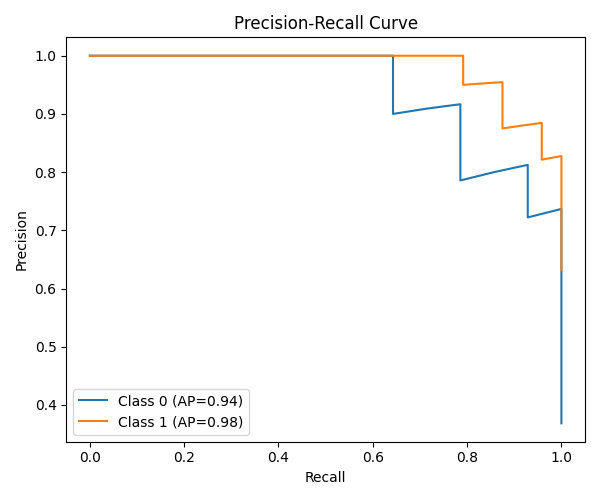 Precision-Recall Curve
1.0
0.9
0.8
0.7
0.6
0.5
0.4
Precision
Class 0 (AP=0.94)
Class 1 (AP=0.98)
0.0 0.2 0.4 0.6 0.8 1.0
Recall